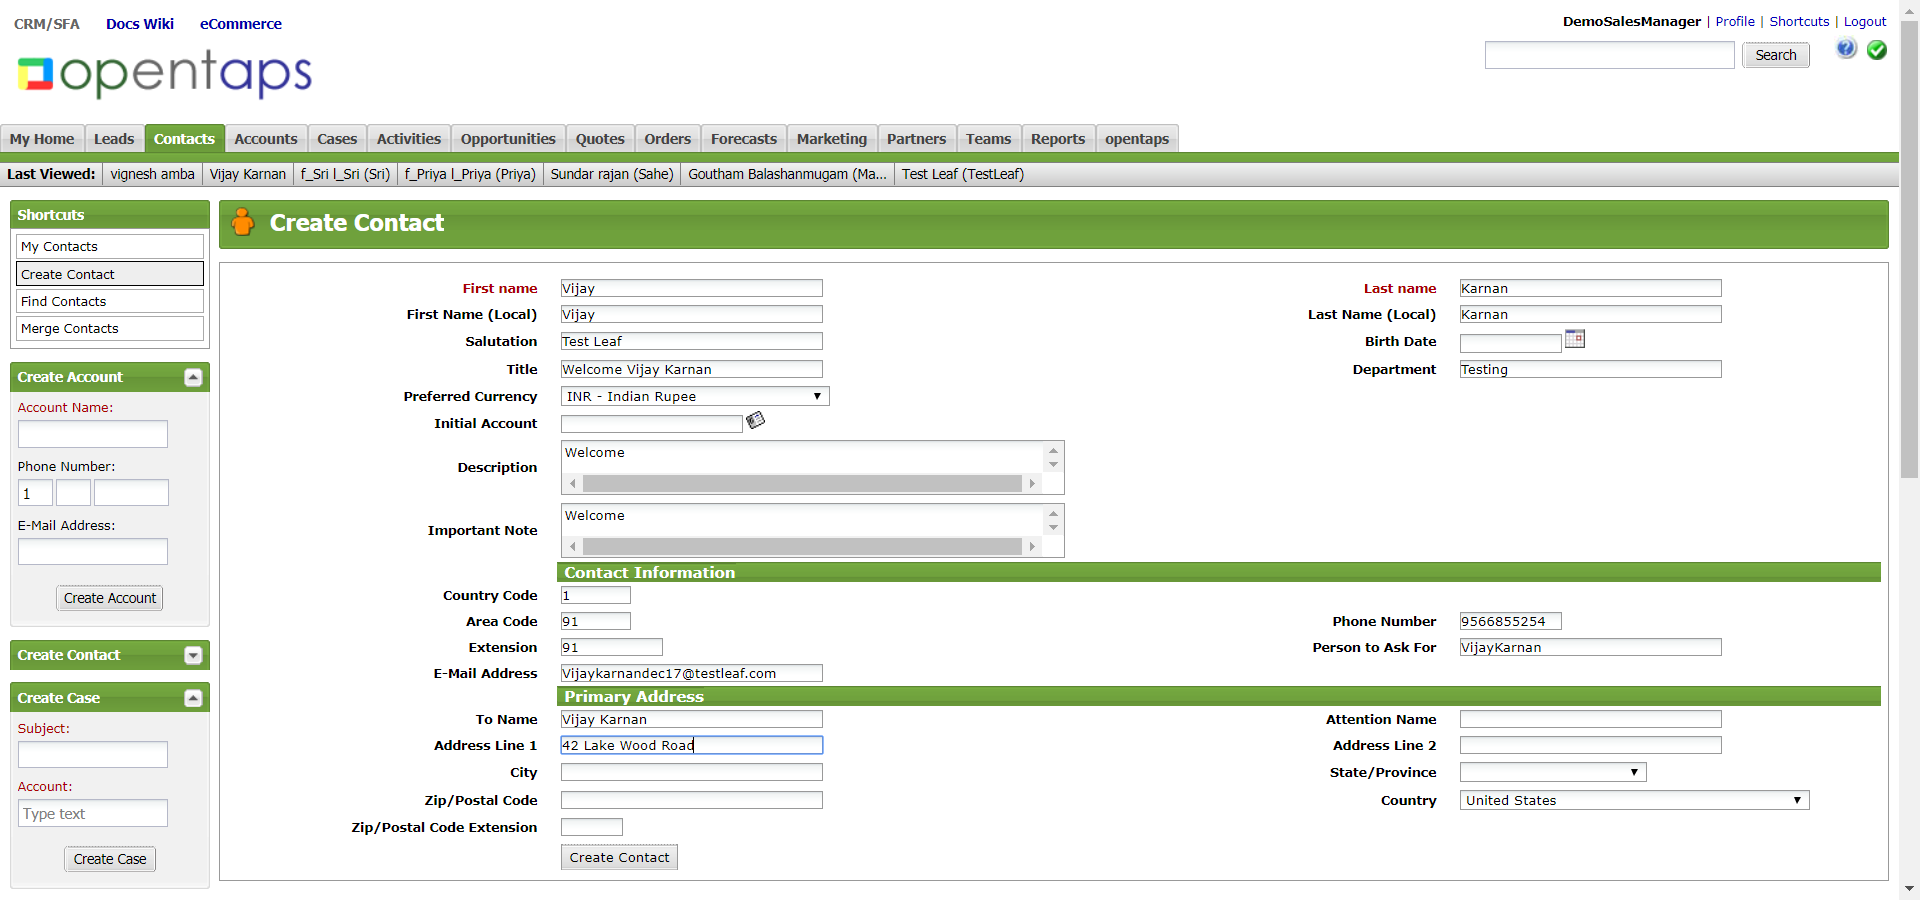 CRM/SFA Docs Wiki eCommerce
DemoSalesManager | Profile | Shortcuts | Logout
opentaps
Search
My Home Leads Contacts Accounts Cases Activities Opportunities Quotes Orders Forecasts Marketing Partners Teams Reports opentaps
Last Viewed: vignesh amba Vijay Karnan f_Sri l_Sri (Sri) f_Priya l_Priya (Priya) Sundar rajan (Sahe) Goutham Balashanmugam (Ma... Test Leaf (TestLeaf)
Shortcuts
My Contacts
Create Contact
Find Contacts
Merge Contacts
Create Account
Account Name:
Phone Number:
1
E-Mail Address:
Create Account
Create Contact
Create Case
Subject:
Account:
Type text
Create Case
Create Contact
First name Vijay Last name Karnan
First Name (Local) Vijay Last Name (Local) Karnan
Salutation Test Leaf Birth Date
Title Welcome Vijay Karnan Department Testing
Preferred Currency INR - Indian Rupee
Initial Account
Description Welcome
Important Note Welcome
Contact Information
Country Code 1
Area Code 91 Phone Number 9566855254
Extension 91 Person to Ask For VijayKarnan
E-Mail Address Vijaykarnandec17@testleaf.com
Primary Address
To Name Vijay Karnan Attention Name
Address Line 1 42 Lake Wood Road Address Line 2
City State/Province
Zip/Postal Code Country United States
Zip/Postal Code Extension
Create Contact